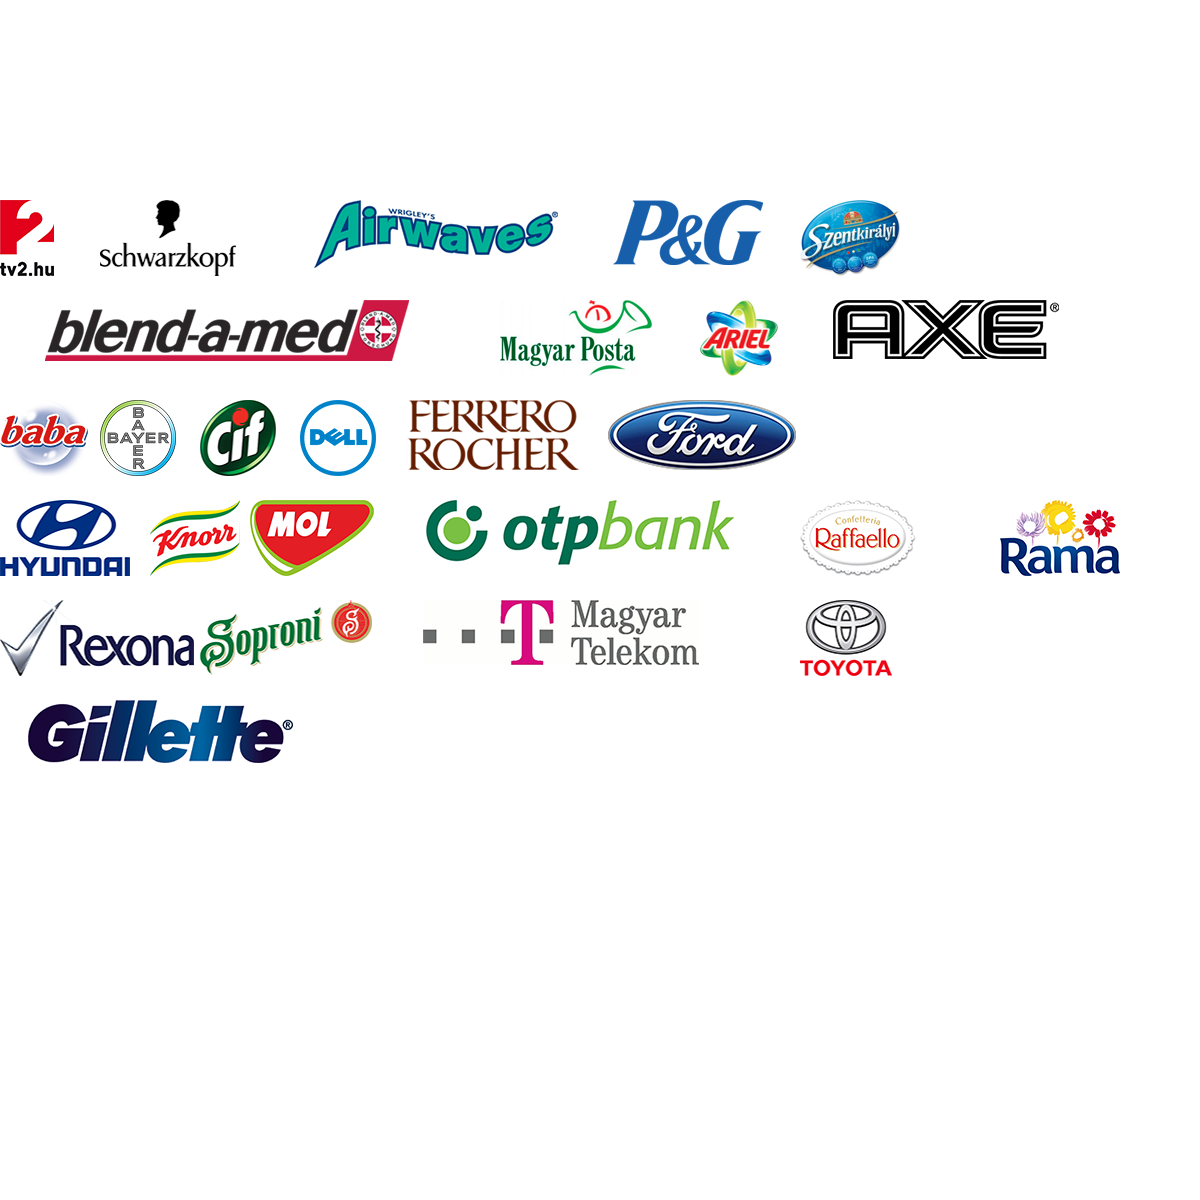 2
tv2.hu
Schwarzkopf
WRIGLEY'S
Airwaves®
P&G
Szentkirályi
blend-a-med
Magyar Posta
ARIEL
AXE®
baba
BAYER
BAYER
Cif
DELL
FERRERO
ROCHER
Ford
HYUNDAI
Knorr
MOL
otpbank
Confetteria
Raffaello
Rama
Rexona
Soproni
S
T
Magyar
Telekom
TOYOTA
Gillette®